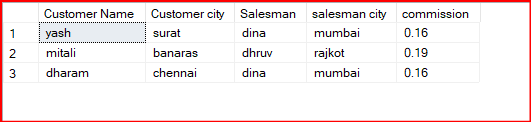 Customer Name Customer city Salesman salesman city commission
1 yash surat dina mumbai 0.16
2 mitali banaras dhruv rajkot 0.19
3 dharam chennai dina mumbai 0.16